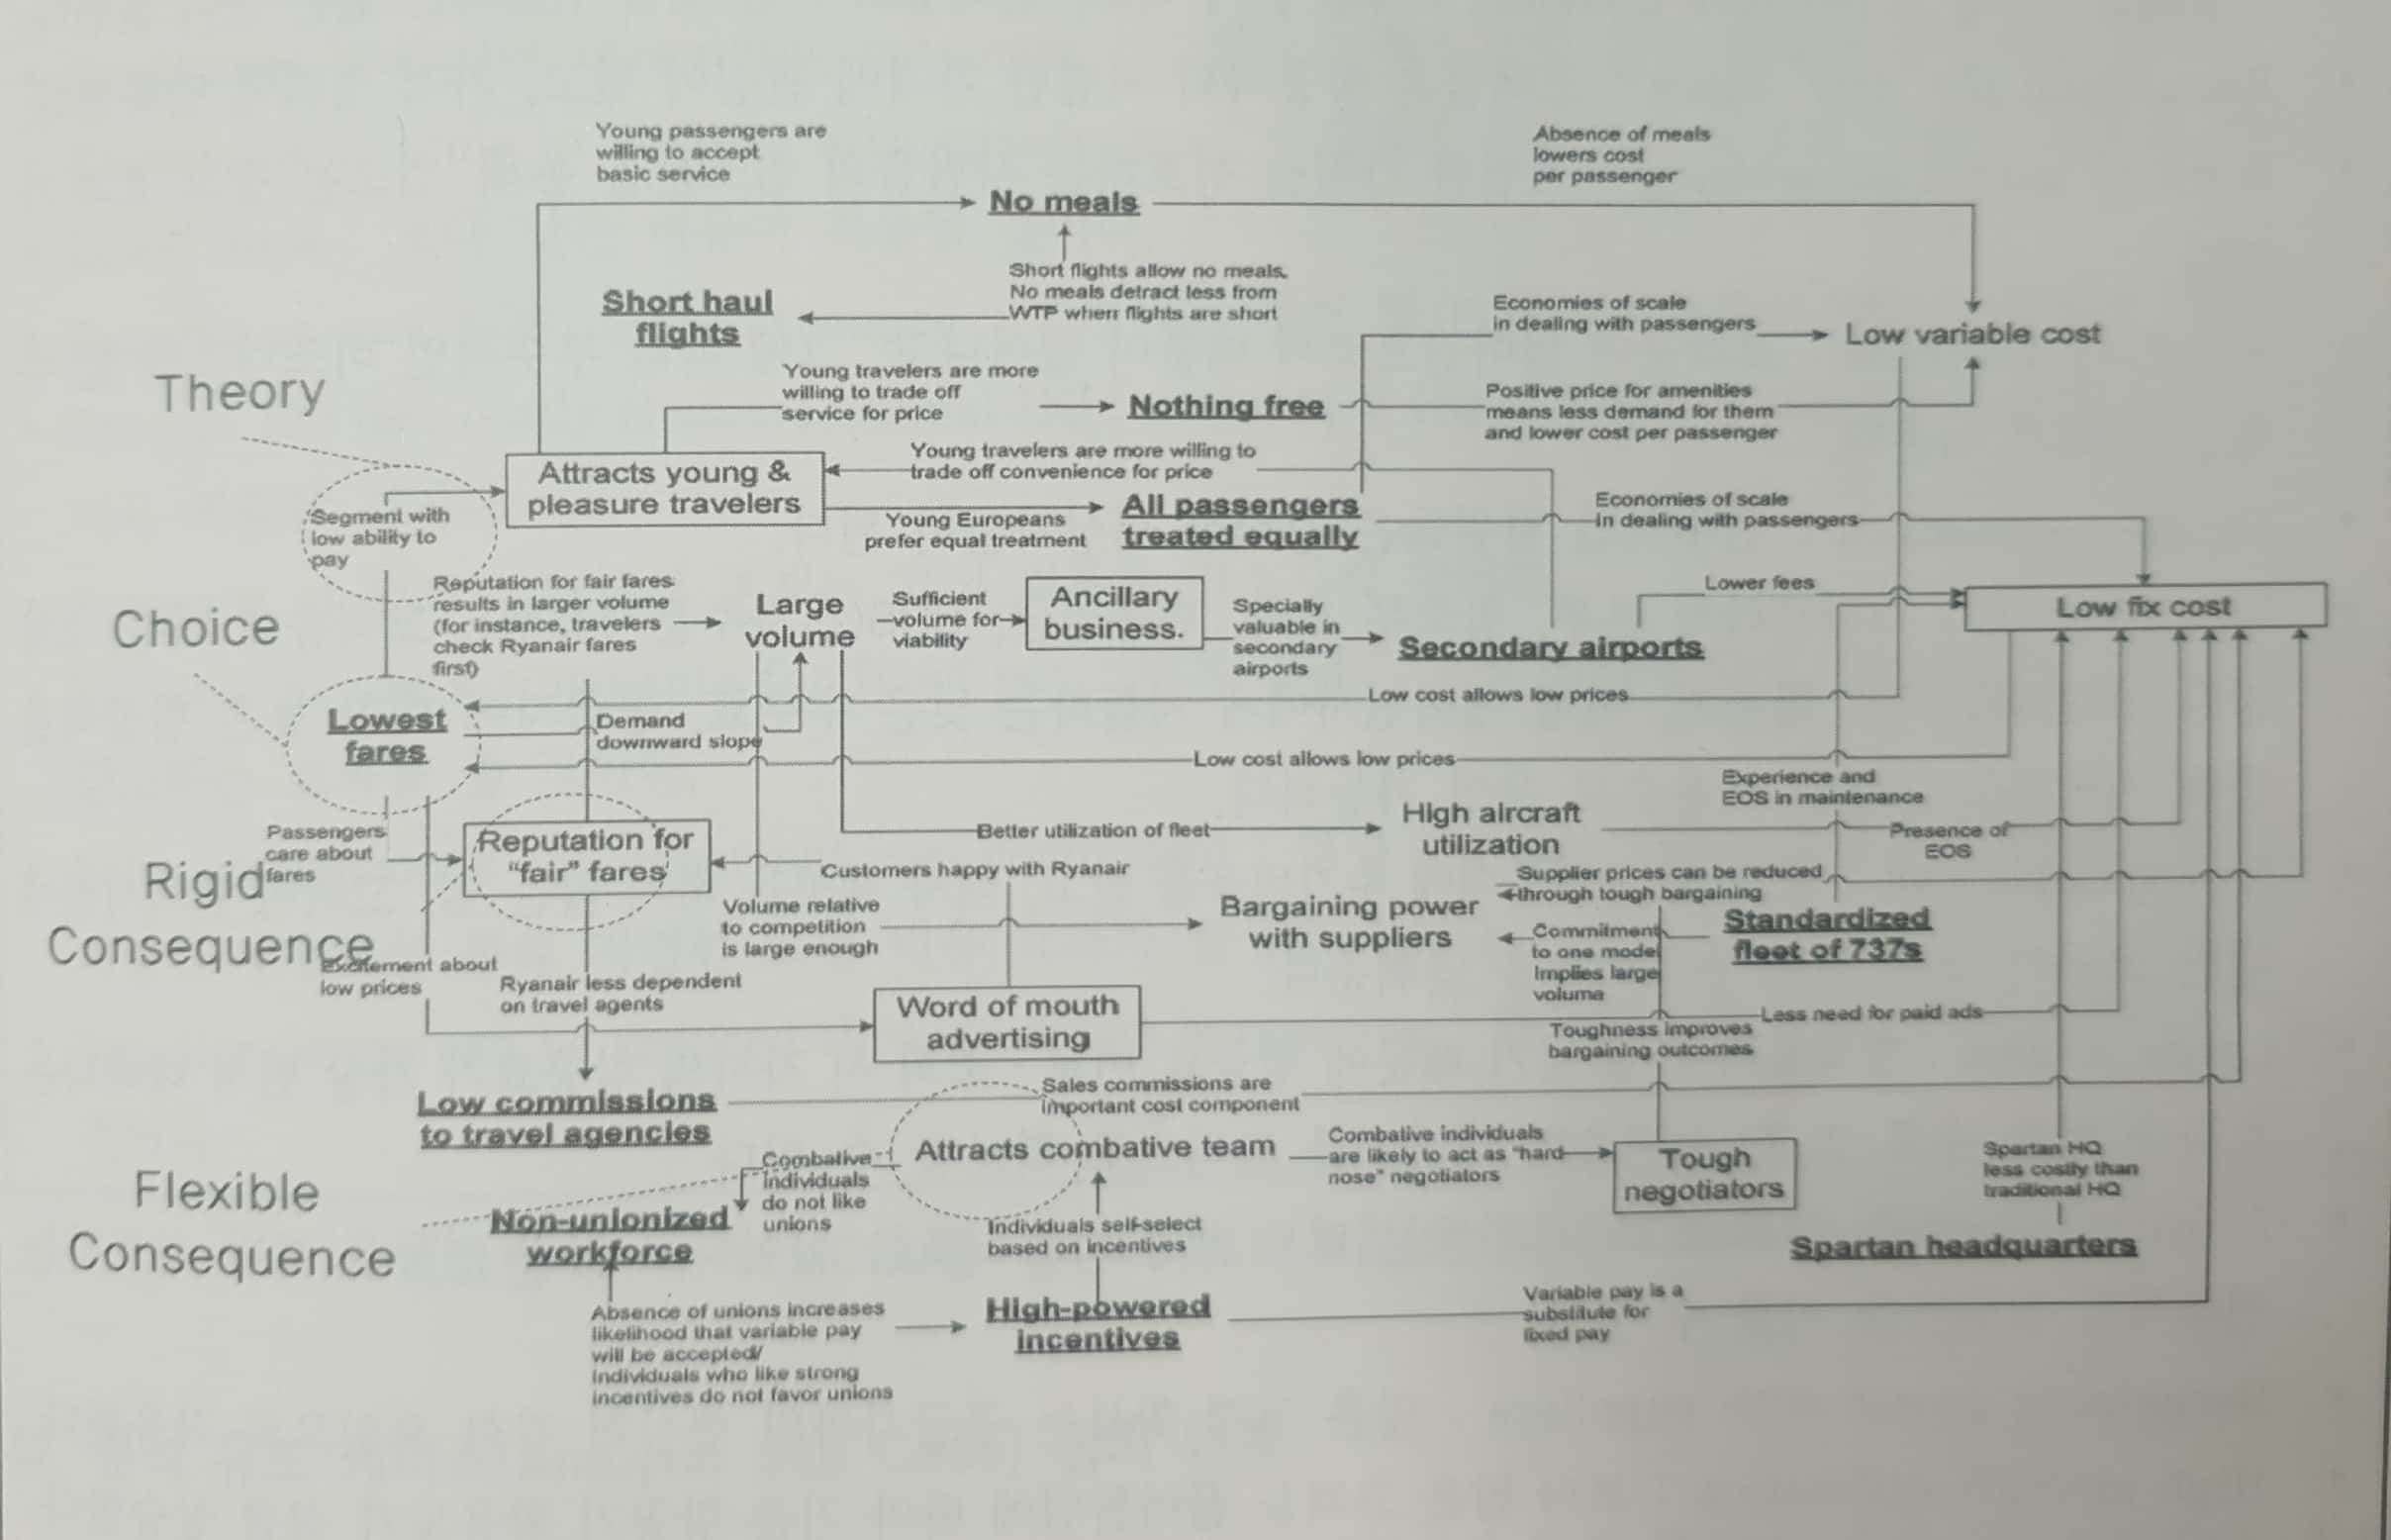 Young passengers are
willing to accept
basic service
Absence of meals
lowers cost
per passenger
No meals
Short flights allow no meals.
No meals detract less from
WTP when flights are short
Short haul
flights
Economies of scale
in dealing with passengers
Low variable cost
Theory
Young travelers are more
willing to trade off
service for price
Nothing free
Positive price for amenities
means less demand for them
and lower cost per passenger
Attracts young &
pleasure travelers
Young travelers are more willing to
trade off convenience for price
Young Europeans
prefer equal treatment
All passengers
treated equally
Economies of scale
in dealing with passengers
Segment with
low ability to
pay
Choice
Reputation for fair fares
results in larger volume
(for instance, travelers
check Ryanair fares
first)
Large
volume
Sufficient
volume for
viability
Ancillary
business.
Specially
valuable in
secondary
airports
Secondary airports
Lower fees
Low fix cost
Low cost allows low prices
Lowest
fares
Demand
downward slope
Low cost allows low prices
Experience and
EOS in maintenance
High aircraft
utilization
Better utilization of fleet
Presence of
EOS
Passengers
care about
fares
Rigid
Consequence
Reputation for
"fair" fares
Customers happy with Ryanair
Supplier prices can be reduced
through tough bargaining
Volume relative
to competition
is large enough
Bargaining power
with suppliers
Commitment
to one model
Implies large
volume
Standardized
fleet of 737s
Excitement about
low prices
Ryanair less dependent
on travel agents
Word of mouth
advertising
Less need for paid ads
Toughness improves
bargaining outcomes
Low commissions
to travel agencies
Sales commissions are
important cost component
Flexible
Consequence
Combative
individuals
do not like
unions
Attracts combative team
Combative individuals
are likely to act as "hard
nose" negotiators
Tough
negotiators
Spartan HQ
less costly than
traditional HQ
Non-unionized
workforce
Individuals self-select
based on incentives
Spartan headquarters
Absence of unions increases
likelihood that variable pay
will be accepted/
Individuals who like strong
incentives do not favor unions
High-powered
incentives
Variable pay is a
substitute for
fixed pay